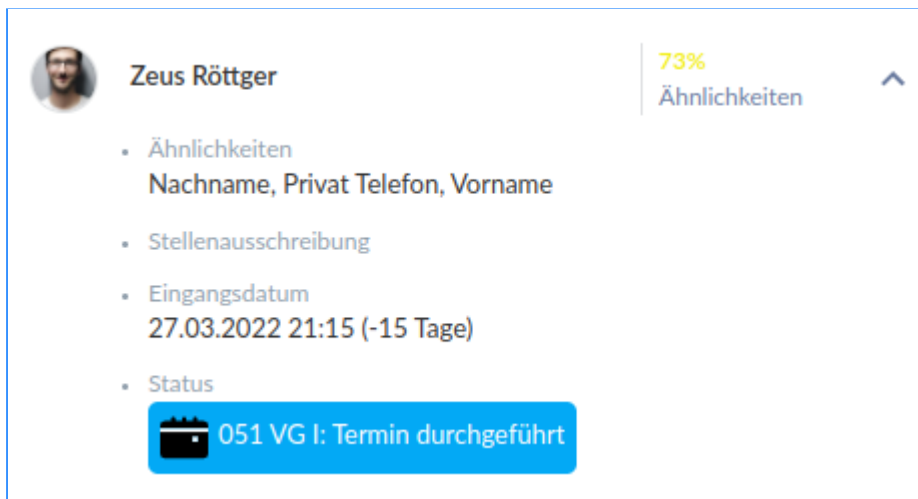 Zeus Röttger
73%
Ähnlichkeiten
Ähnlichkeiten
Nachname, Privat Telefon, Vorname
Stellenausschreibung
Eingangsdatum
27.03.2022 21:15 (-15 Tage)
Status
051 VG I: Termin durchgeführt